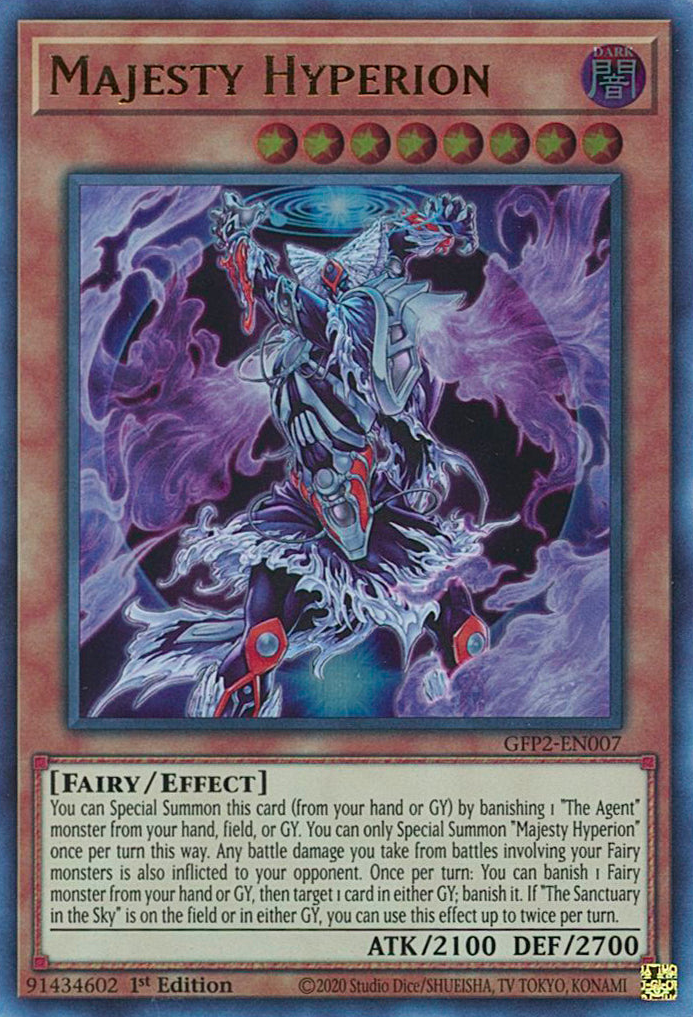 MAJESTY HYPERION
DARK
闇
GFP2-EN007
[FAIRY/EFFECT]
You can Special Summon this card (from your hand or GY) by banishing 1 "The Agent"
monster from your hand, field, or GY. You can only Special Summon "Majesty Hyperion"
once per turn this way. Any battle damage you take from battles involving your Fairy
monsters is also inflicted to your opponent. Once per turn: You can banish 1 Fairy
monster from your hand or GY, then target 1 card in either GY; banish it. If "The Sanctuary
in the Sky" is on the field or in either GY, you can use this effect up to twice per turn.
ATK/2100 DEF/2700
91434602 1st Edition ©2020 Studio Dice/SHUEISHA, TV TOKYO, KONAMI